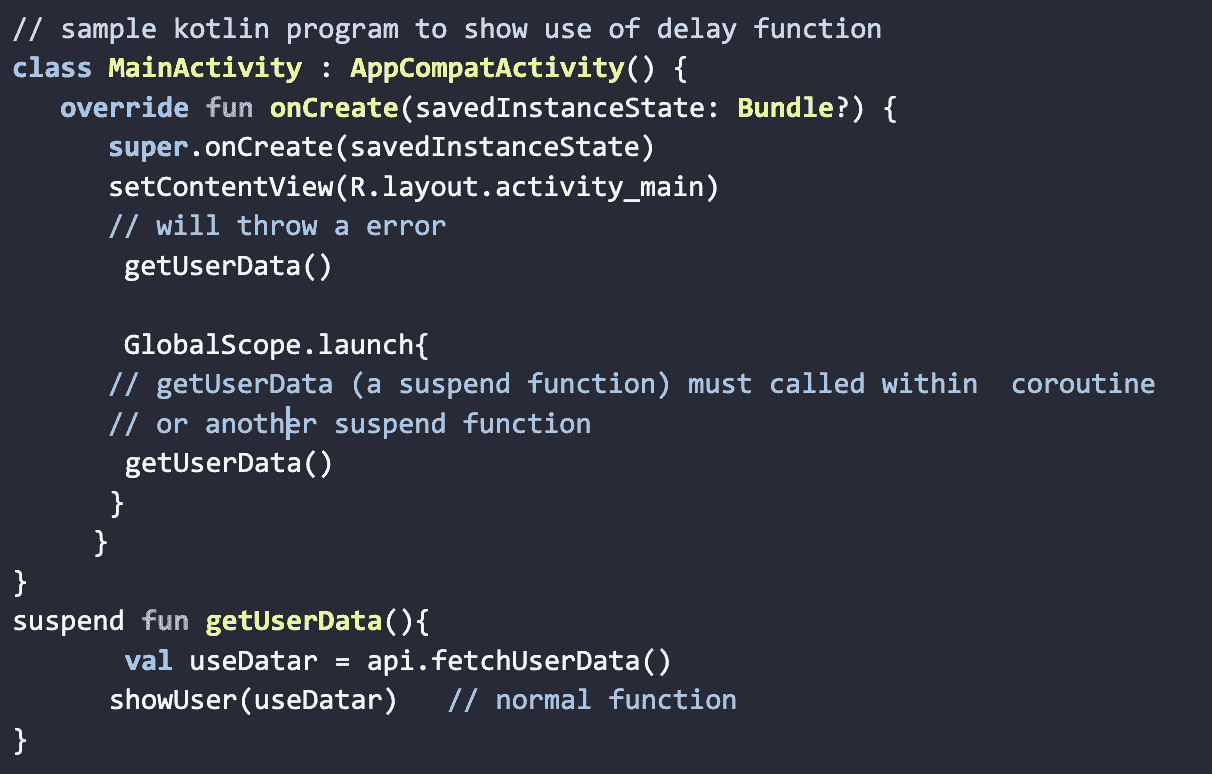 // sample kotlin program to show use of delay function
class MainActivity : AppCompatActivity() {
override fun onCreate(savedInstanceState: Bundle?) {
super.onCreate(savedInstanceState)
setContentView(R.layout.activity_main)
// will throw a error
getUserData()
GlobalScope.launch{
// getUserData (a suspend function) must called within  coroutine
// or another suspend function
getUserData()
}
}
}
suspend fun getUserData(){
val useDatar = api.fetchUserData()
showUser(useDatar)   // normal function
}